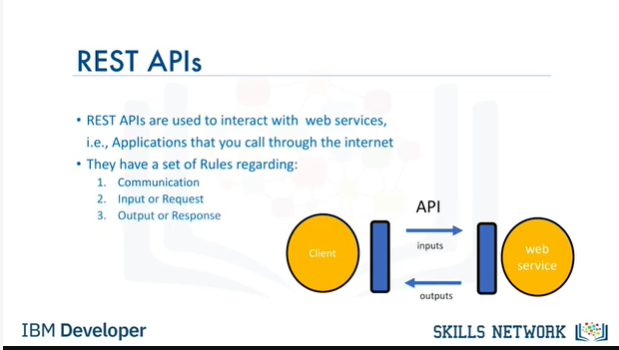 REST APIs
• REST APIs are used to interact with web services,
i.e., Applications that you call through the internet
• They have a set of Rules regarding:
1. Communication
2. Input or Request
3. Output or Response
API
Client
inputs
web
service
outputs
IBM Developer
SKILLS NETWORK